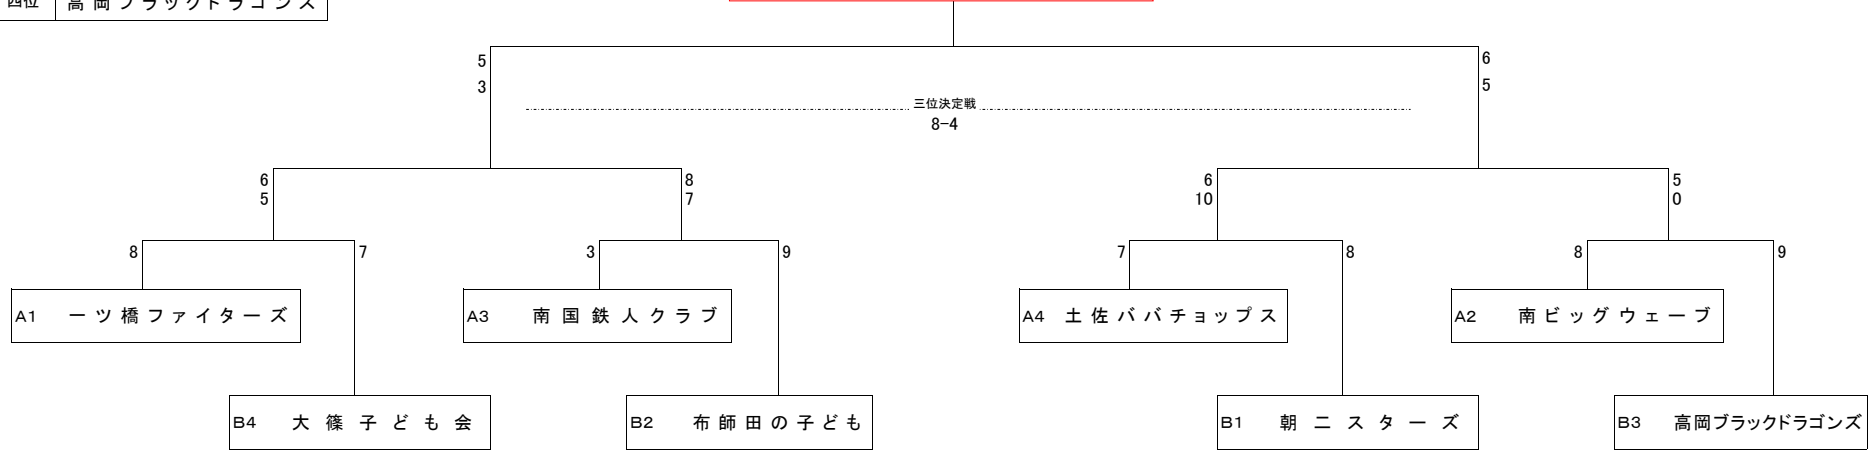 四位 高岡ブラックドラゴンズ
5 6
3 5
三位決定戦
8-4
6 8 6 5
5 7 10 0
8 7 3 9 7 8 8 9
A1 一ツ橋ファイターズ A3 南国鉄人クラブ A4 土佐ババチョップス A2 南ビッグウェーブ
B4 大篠子ども会 B2 布師田の子ども B1 朝ニスターズ B3 高岡ブラックドラゴンズ